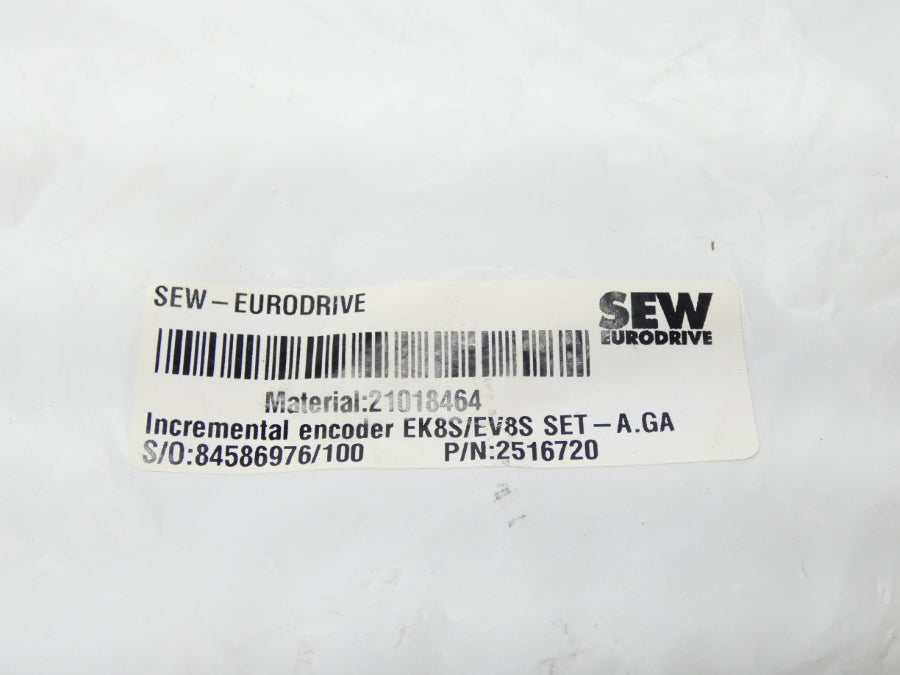 SEW-EURODRIVE
SEW
EURODRIVE
Material:21018464
Incremental encoder EK8S/EV8S SET-A.GA
S/O:84586976/100 P/N:2516720